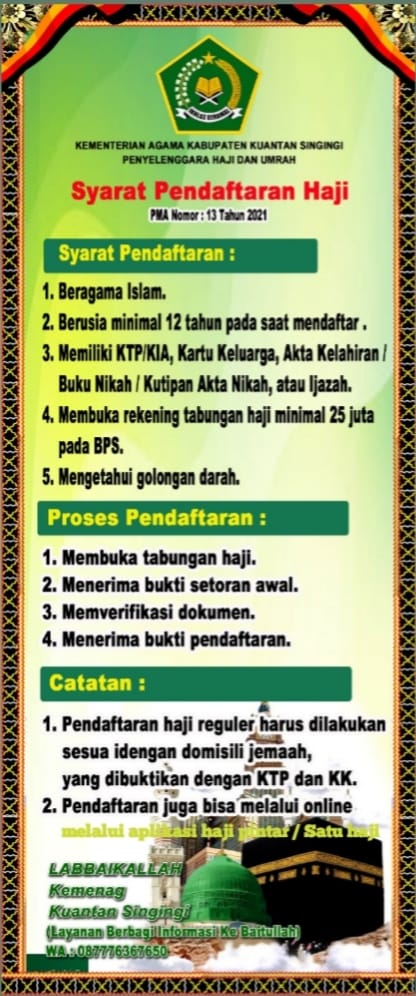 IKHLAS BERAMAL
KEMENTERIAN AGAMA KABUPATEN KUANTAN SINGINGI
PENYELENGGARA HAJI DAN UMRAH
Syarat Pendaftaran Haji
PMA Nomor : 13 Tahun 2021
Syarat Pendaftaran :
1. Beragama Islam.
2. Berusia minimal 12 tahun pada saat mendaftar .
3. Memiliki KTP/KIA, Kartu Keluarga, Akta Kelahiran /
Buku Nikah / Kutipan Akta Nikah, atau Ijazah.
4. Membuka rekening tabungan haji minimal 25 juta
pada BPS.
5. Mengetahui golongan darah.
Proses Pendaftaran :
1. Membuka tabungan haji.
2. Menerima bukti setoran awal.
3. Memverifikasi dokumen.
4. Menerima bukti pendaftaran.
Catatan :
1. Pendaftaran haji reguler harus dilakukan
sesua idengan domisili jemaah,
yang dibuktikan dengan KTP dan KK.
2. Pendaftaran juga bisa melalui online
melalui aplikasi haji pintar / Satu haji
LABBAIKALLAH
Kemenag
Kuantan Singingi
(Layanan Berbagi Informasi Ke Baitullah)
WA : 087776367650